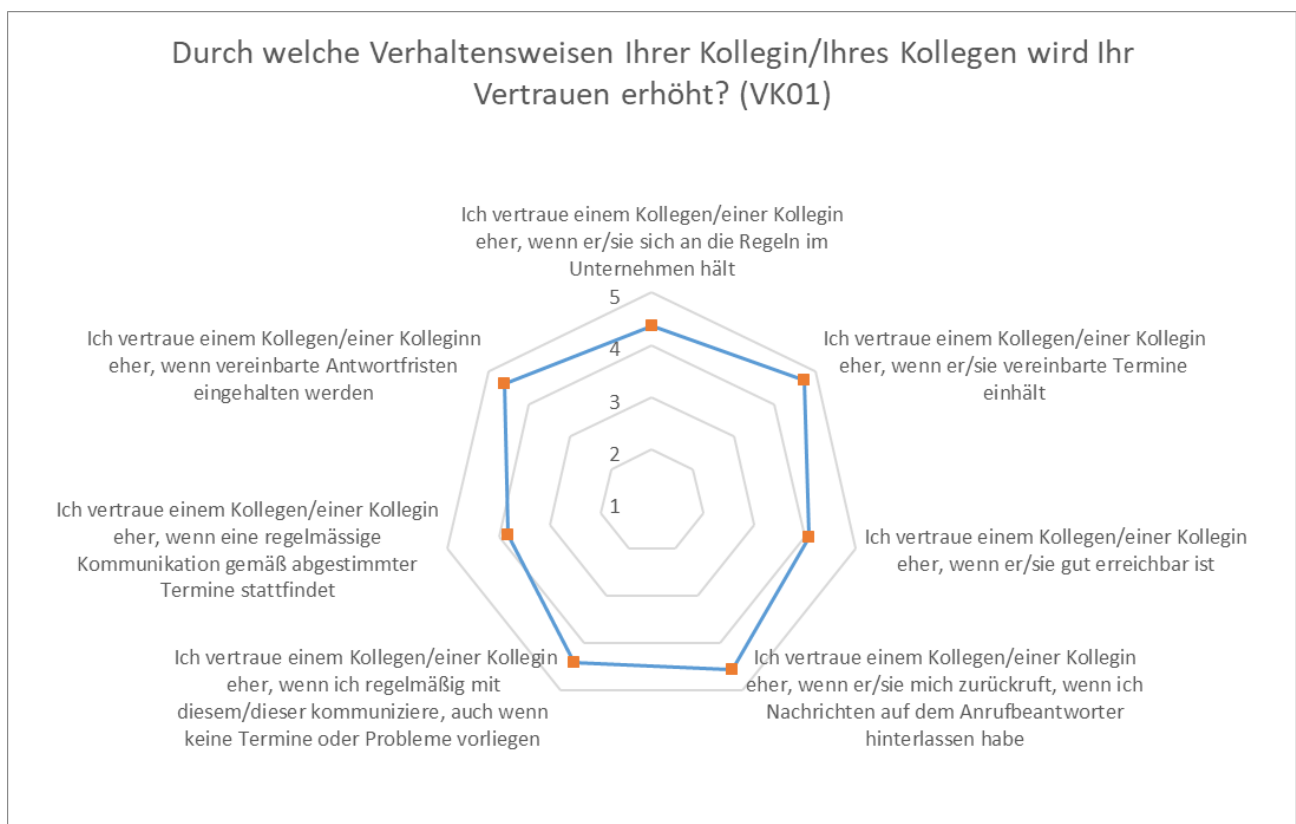 Durch welche Verhaltensweisen Ihrer Kollegin/Ihres Kollegen wird Ihr
Vertrauen erhöht? (VK01)
Ich vertraue einem Kollegen/einer Kollegin
eher, wenn er/sie sich an die Regeln im
Unternehmen hält
5
4
3
2
1
Ich vertraue einem Kollegen/einer Kollegin
eher, wenn er/sie vereinbarte Termine
einhält
Ich vertraue einem Kollegen/einer Kollegin
eher, wenn er/sie gut erreichbar ist
Ich vertraue einem Kollegen/einer Kollegin
eher, wenn er/sie mich zurückruft, wenn ich
Nachrichten auf dem Anrufbeantworter
hinterlassen habe
Ich vertraue einem Kollegen/einer Kollegin
eher, wenn ich regelmäßig mit
diesem/dieser kommuniziere, auch wenn
keine Termine oder Probleme vorliegen
Ich vertraue einem Kollegen/einer Kollegin
eher, wenn eine regelmässige
Kommunikation gemäß abgestimmter
Termine stattfindet
Ich vertraue einem Kollegen/einer Kolleginn
eher, wenn vereinbarte Antwortfristen
eingehalten werden